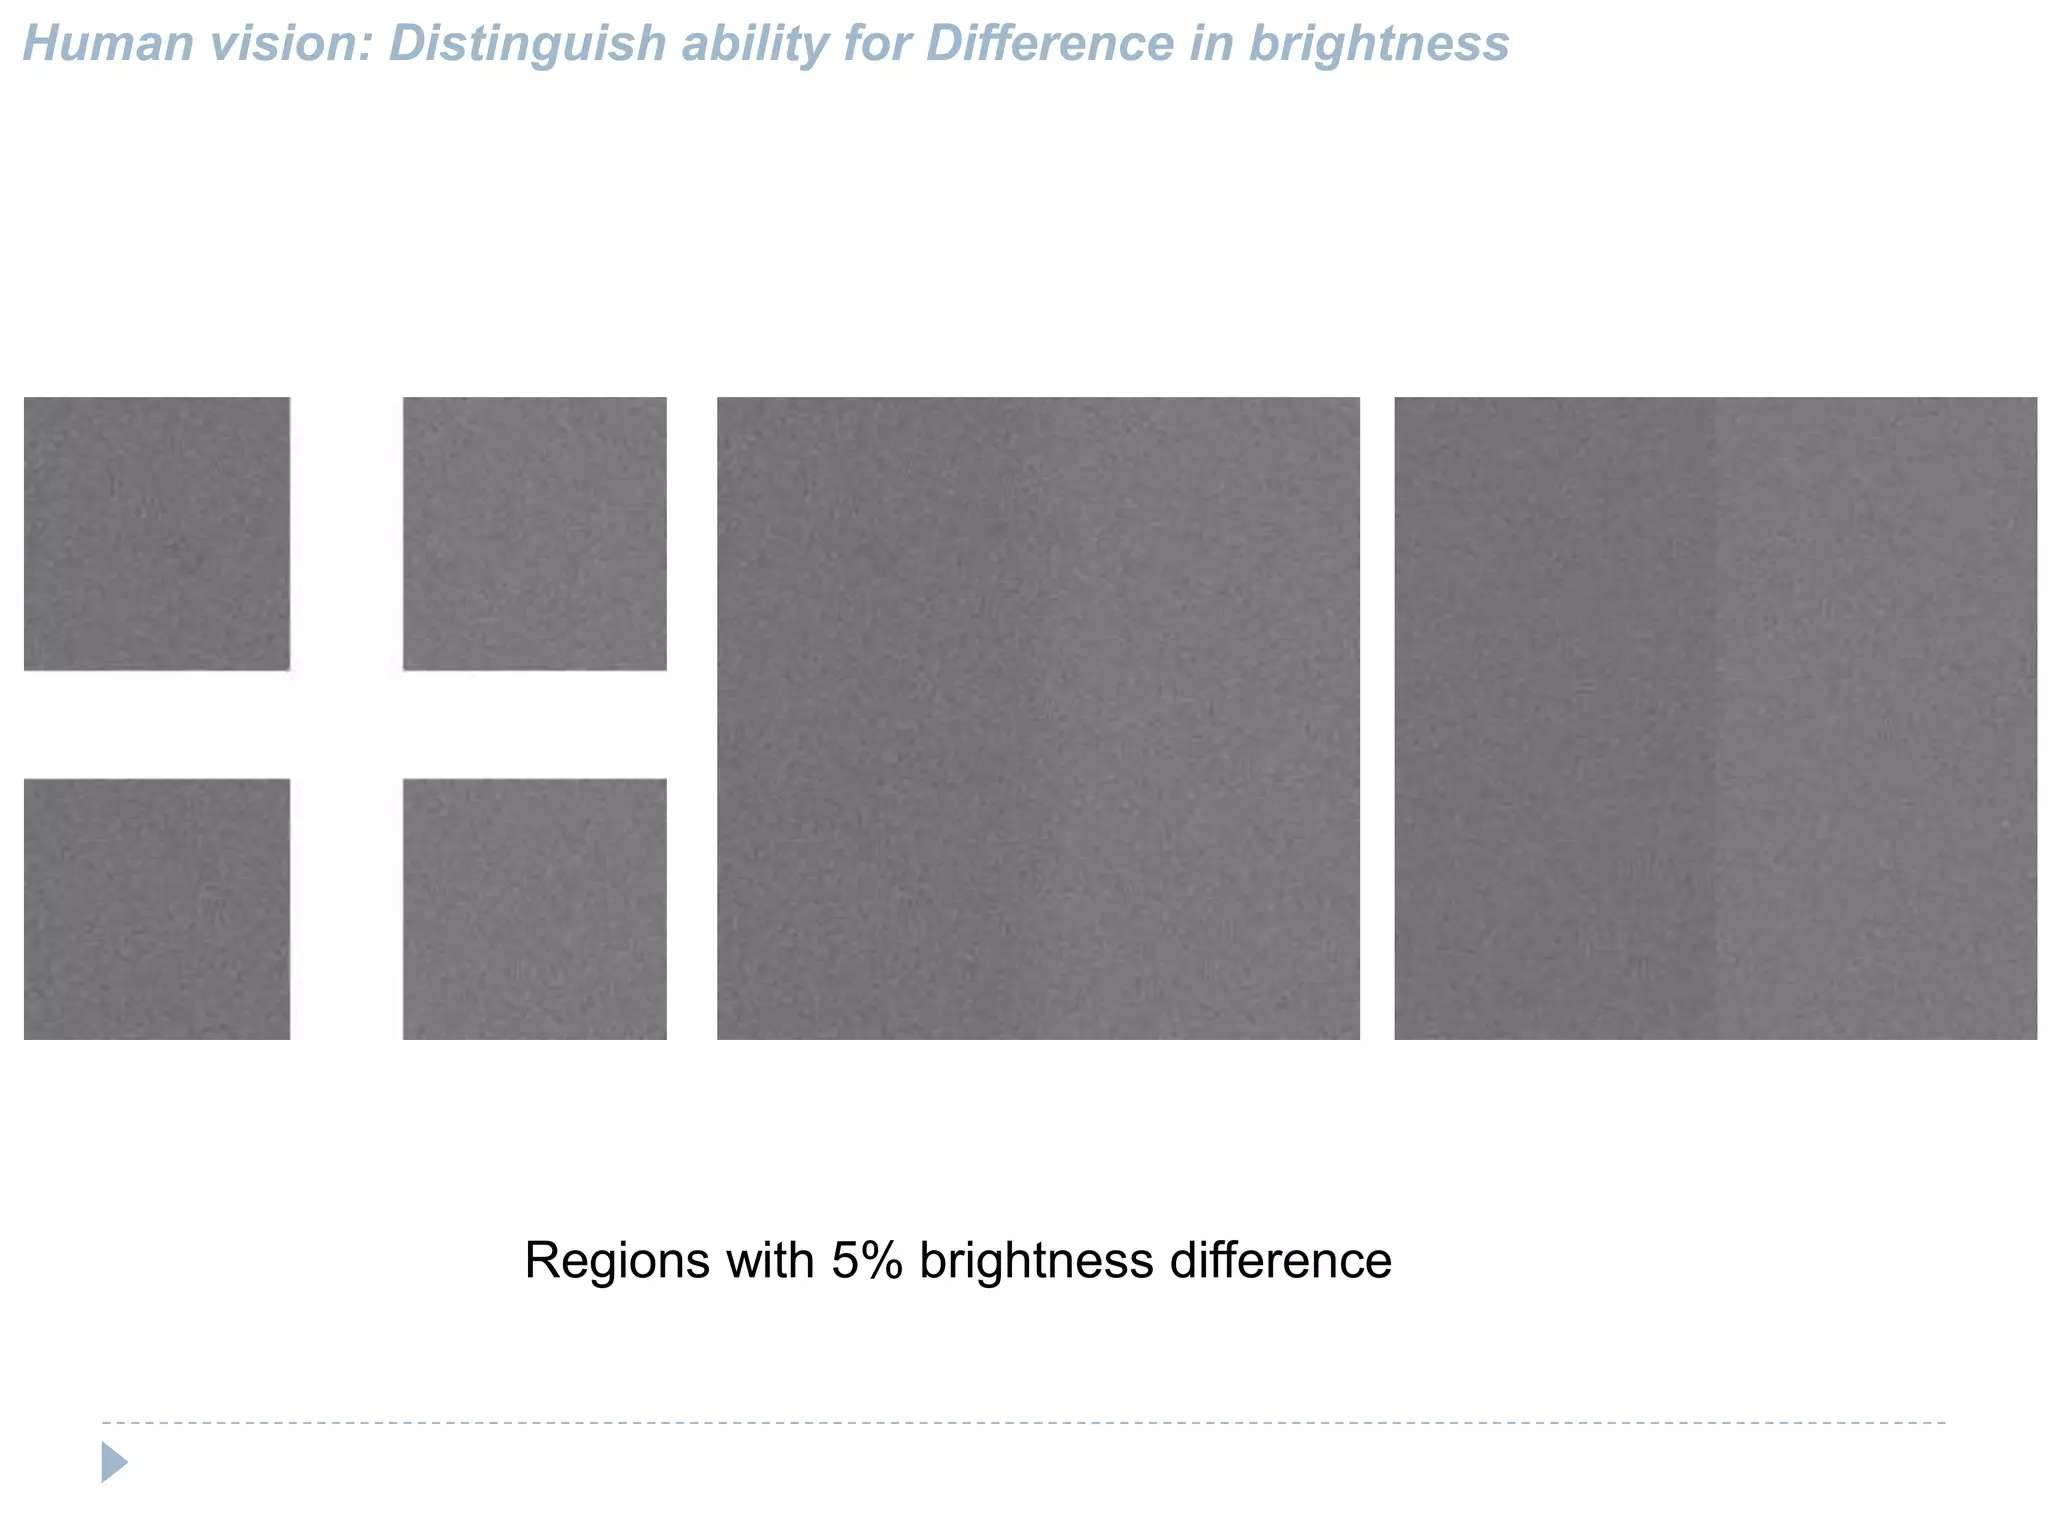 Human vision: Distinguish ability for Difference in brightness
Regions with 5% brightness difference